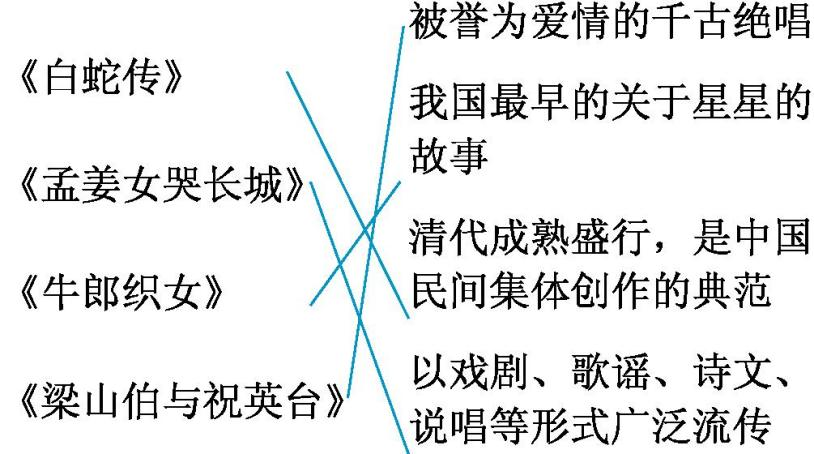 《白蛇传》
《孟姜女哭长城》
《牛郎织女》
《梁山伯与祝英台》
被誉为爱情的千古绝唱
我国最早的关于星星的
故事
清代成熟盛行，是中国
民间集体创作的典范
以戏剧、歌谣、诗文、
说唱等形式广泛流传